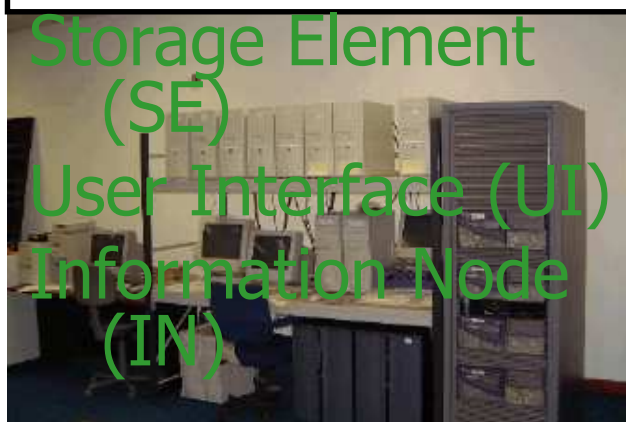 Storage Element
(SE)
User Interface (UI)
Information Node
(IN)